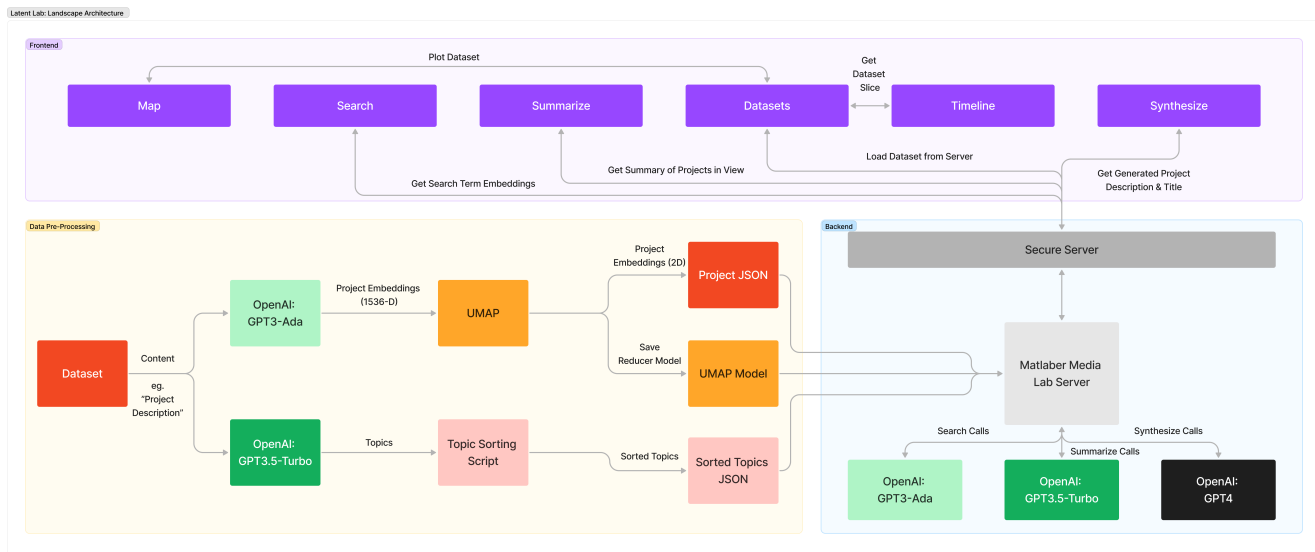 Latent Lab: Landscape Architecture
Frontend
Plot Dataset
Get
Dataset
Slice
Map
Search
Summarize
Datasets
Timeline
Synthesize
Load Dataset from Server
Get Summary of Projects in View
Get Generated Project
Description & Title
Get Search Term Embeddings
Data Pre-Processing
Dataset
Content
eg.
“Project
Description”
OpenAI:
GPT3-Ada
Project Embeddings
(1536-D)
UMAP
Project
Embeddings (2D)
Project JSON
Save
Reducer Model
UMAP Model
OpenAI:
GPT3.5-Turbo
Topics
Topic Sorting
Script
Sorted Topics
Sorted Topics
JSON
Backend
Secure Server
Matlaber Media
Lab Server
Search Calls
Synthesize Calls
Summarize Calls
OpenAI:
GPT3-Ada
OpenAI:
GPT3.5-Turbo
OpenAI:
GPT4